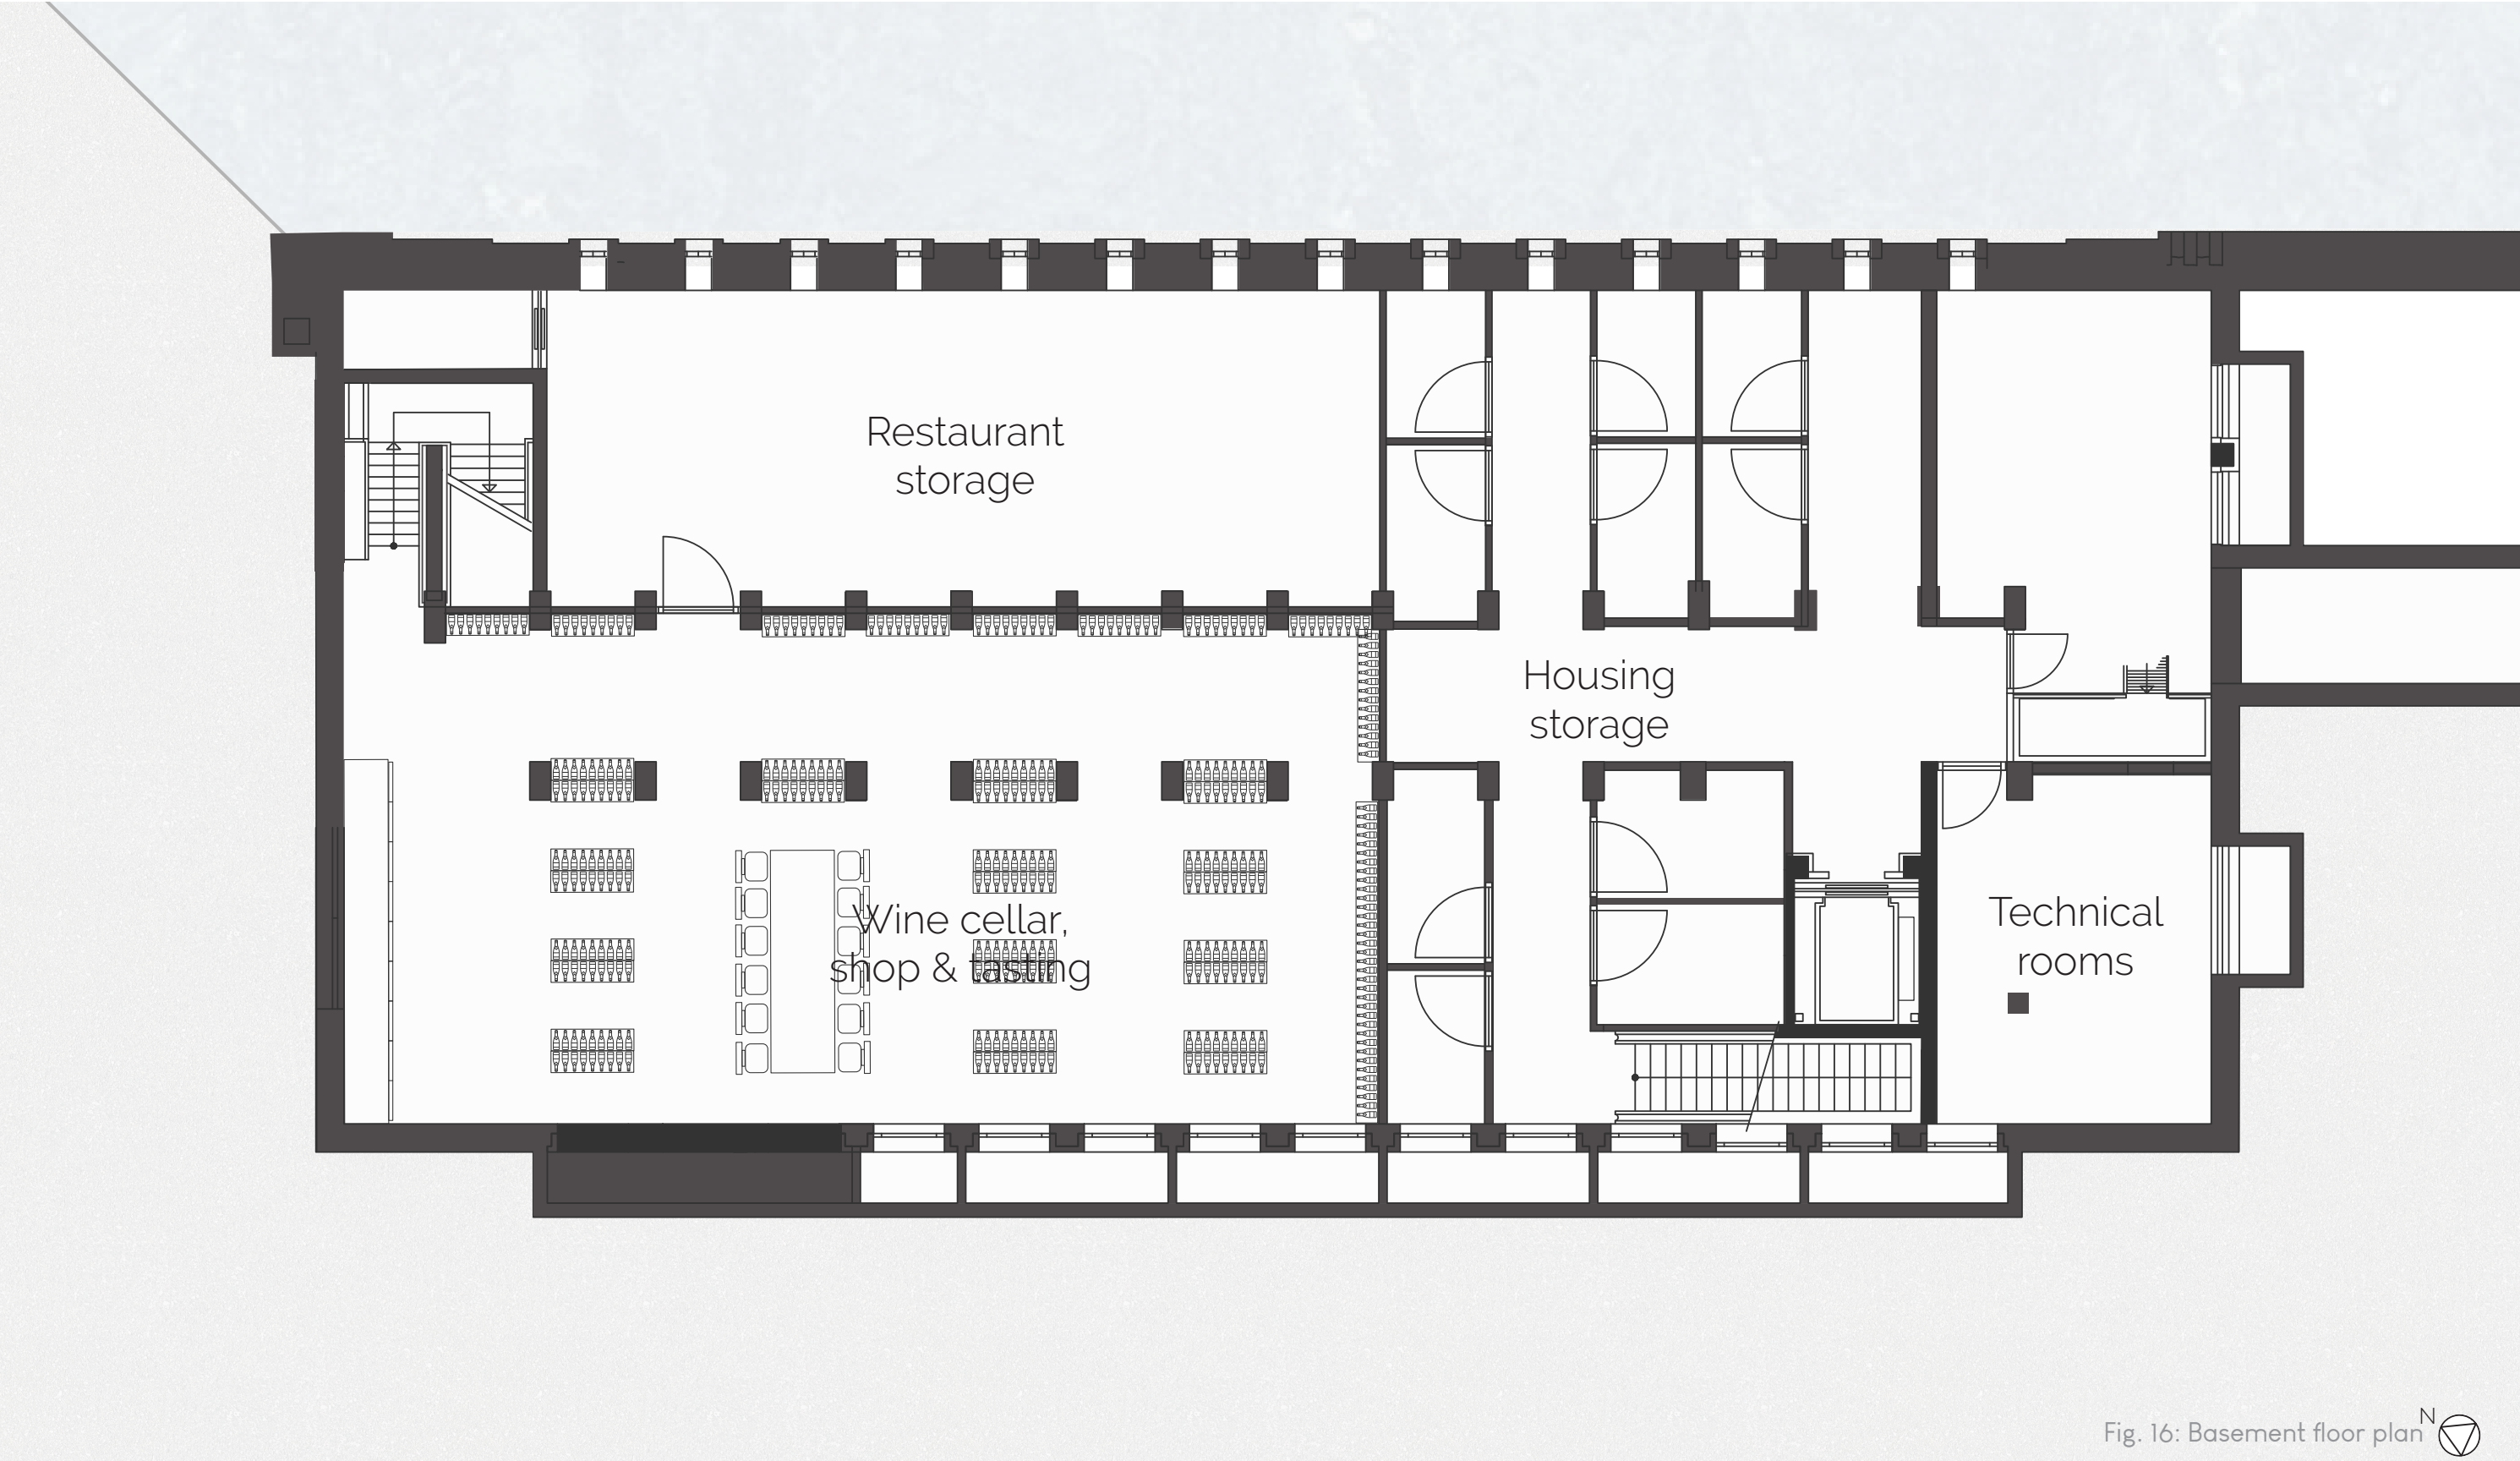 Restaurant
storage
Housing
storage
Wine cellar,
shop & tasting
Technical
rooms
N
Fig. 16: Basement floor plan